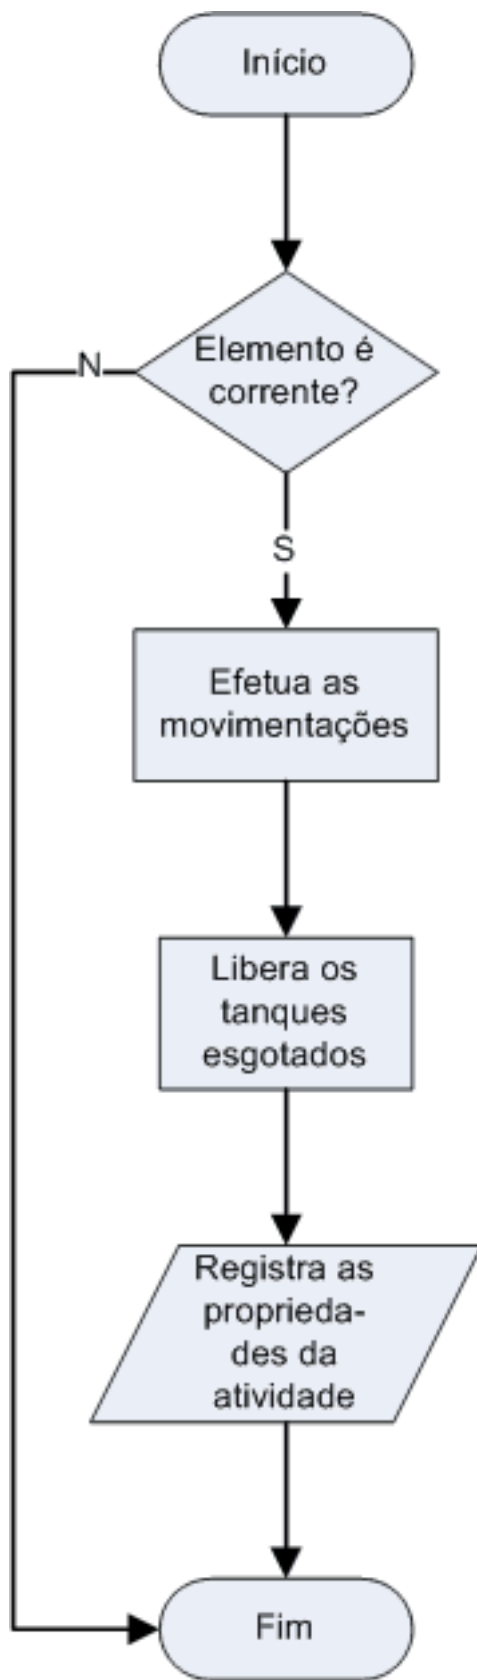 Início
Elemento é
corrente?
N
S
Efetua as
movimentações
Libera os
tanques
esgotados
Registra as
proprieda-
des da
atividade
Fim